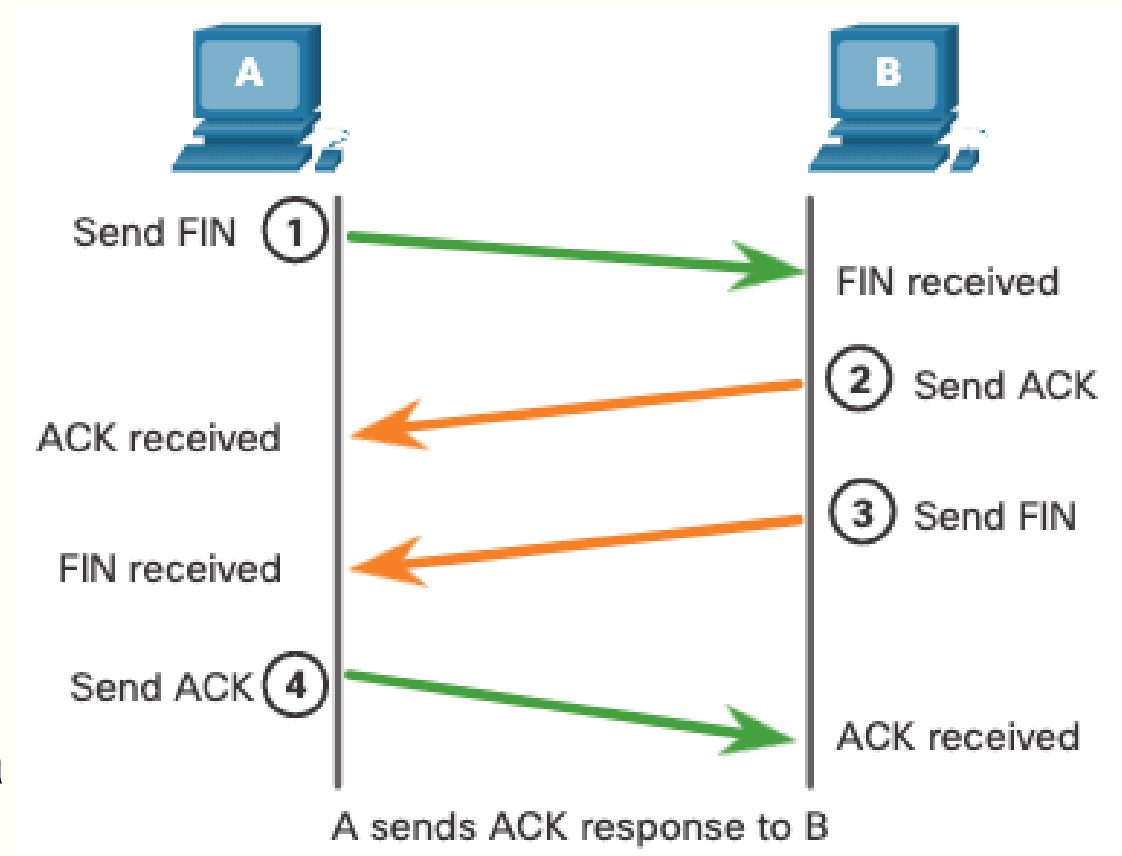 A
B
Send FIN 1
FIN received
2 Send ACK
ACK received
3 Send FIN
FIN received
Send ACK 4
ACK received
A sends ACK response to B